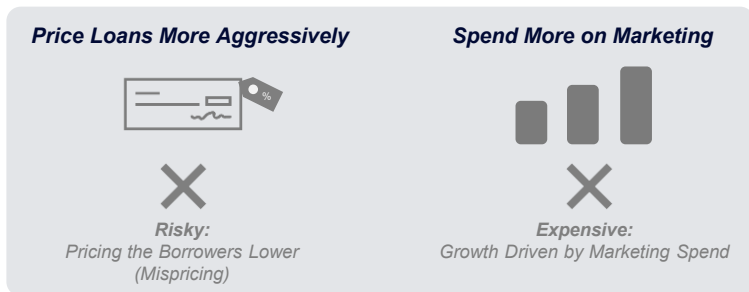 Price Loans More Aggressively
%
Risky:
Pricing the Borrowers Lower
(Mispricing)
Spend More on Marketing
Expensive:
Growth Driven by Marketing Spend